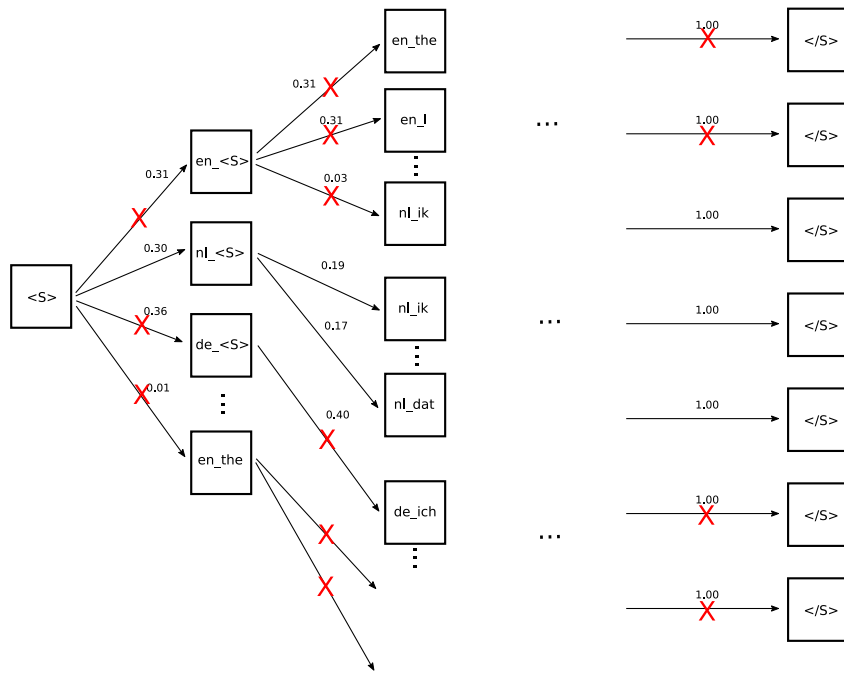 en_the
1.00
</S>
0.31
en_I
...
1.00
</S>
0.31
0.31
en_<S>
0.03
nl_ik
1.00
</S>
0.30
nl_<S>
0.19
<S>
nl_ik
...
1.00
</S>
0.36
de_<S>
0.17
nl_dat
1.00
</S>
0.01
0.40
en_the
de_ich
...
1.00
</S>
1.00
</S>